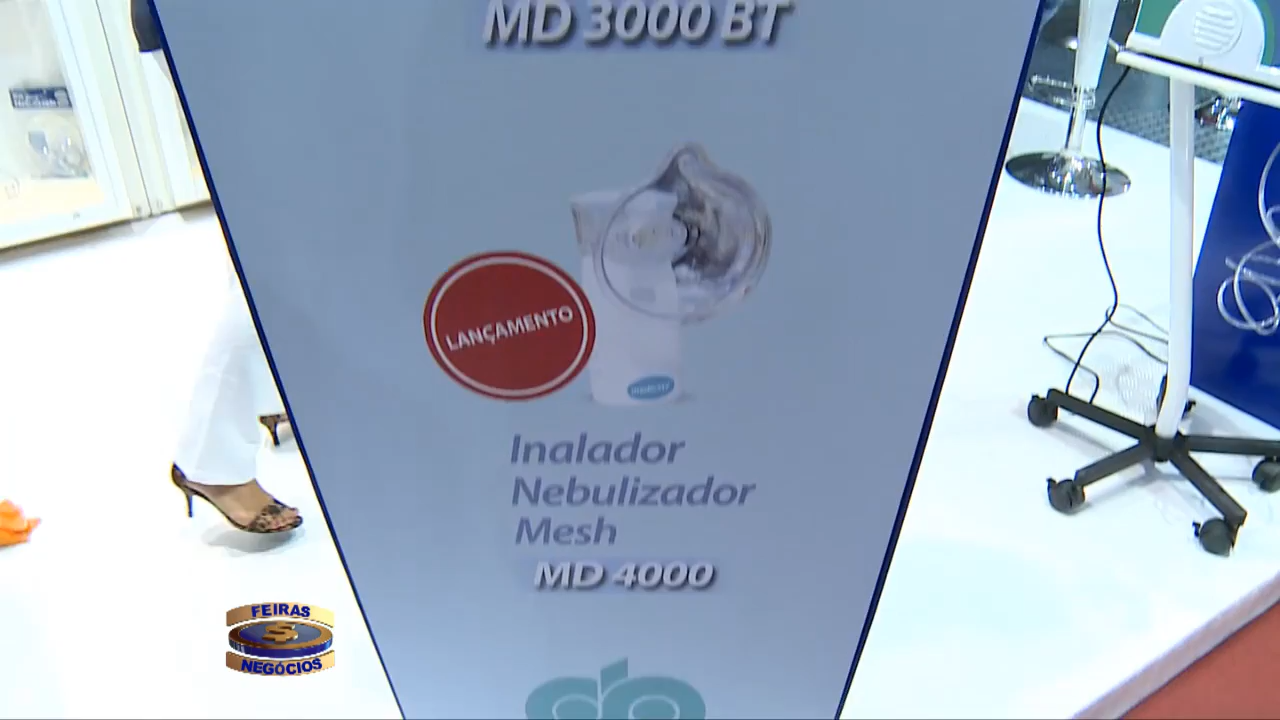 MD 3000 BT
LANÇAMENTO
Inalador
Nebulizador
Mesh
MD 4000
FEIRAS
$
NEGÓCIOS